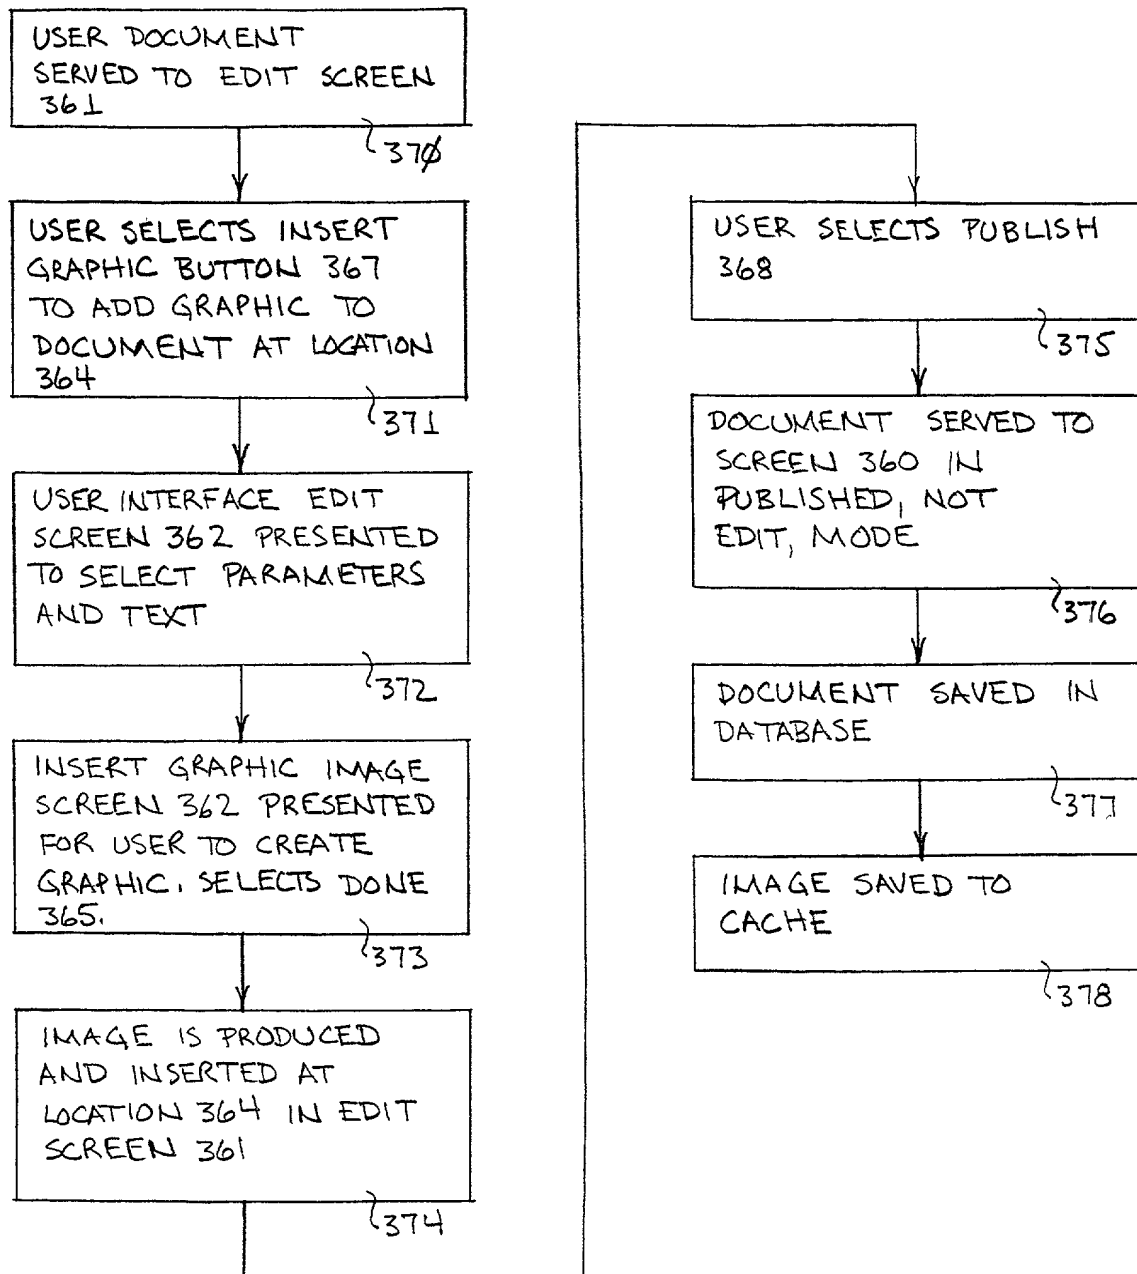 USER DOCUMENT
SERVED TO EDIT SCREEN
361
370
USER SELECTS INSERT
GRAPHIC BUTTON 367
TO ADD GRAPHIC TO
DOCUMENT AT LOCATION
364
371
USER INTERFACE EDIT
SCREEN 362 PRESENTED
TO SELECT PARAMETERS
AND TEXT
372
INSERT GRAPHIC IMAGE
SCREEN 362 PRESENTED
FOR USER TO CREATE
GRAPHIC. SELECTS DONE
365.
373
IMAGE IS PRODUCED
AND INSERTED AT
LOCATION 364 IN EDIT
SCREEN 361
374
USER SELECTS PUBLISH
368
375
DOCUMENT SERVED TO
SCREEN 360 IN
PUBLISHED, NOT
EDIT, MODE
376
DOCUMENT SAVED IN
DATABASE
377
IMAGE SAVED TO
CACHE
378